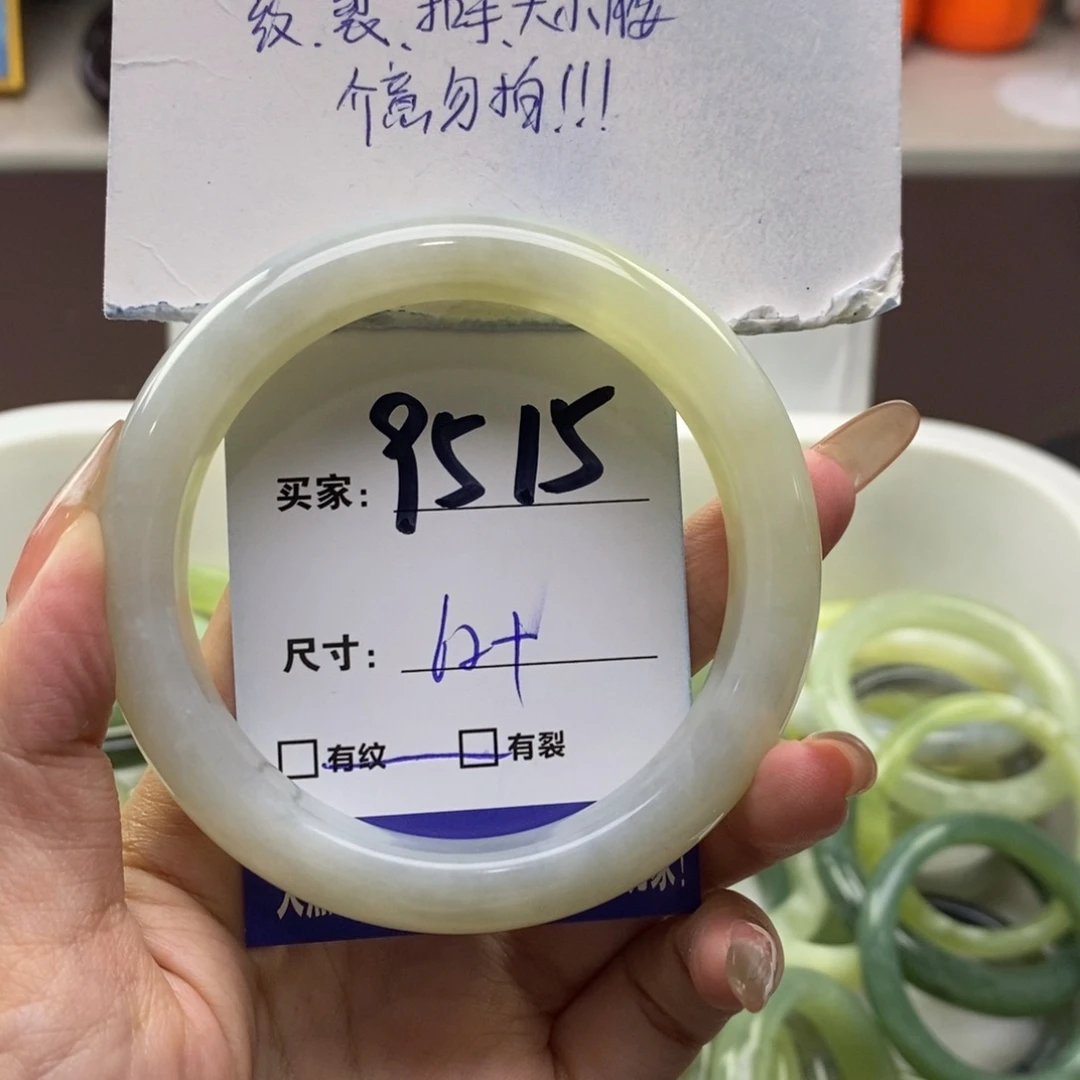 纹、裂、扣手、大小腰
介意勿拍!!!
买家: 9515
尺寸: 62+
有纹 有裂